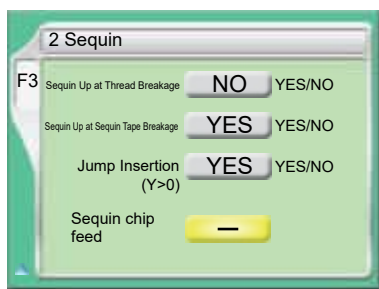 2 Sequin
F3
Sequin Up at Thread Breakage NO YES/NO
Sequin Up at Sequin Tape Breakage YES YES/NO
Jump Insertion YES YES/NO
(Y>0)
Sequin chip
feed —